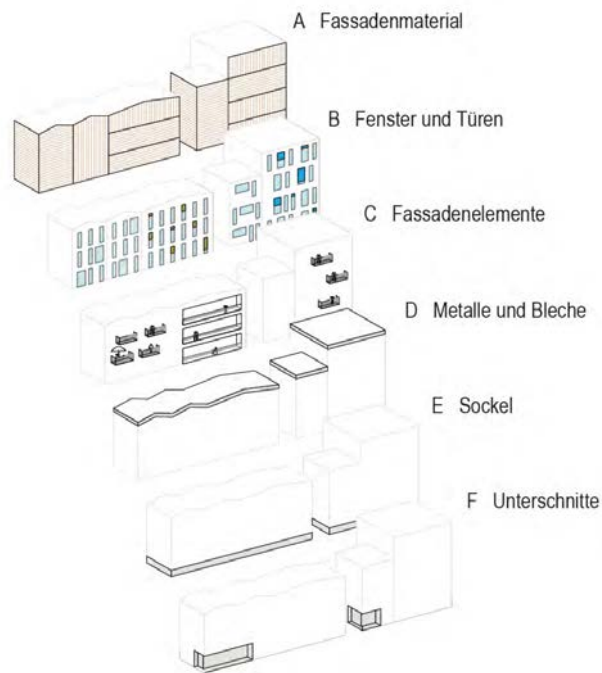 A Fassadenmaterial
B Fenster und Türen
C Fassadenelemente
D Metalle und Bleche
E Sockel
F Unterschnitte